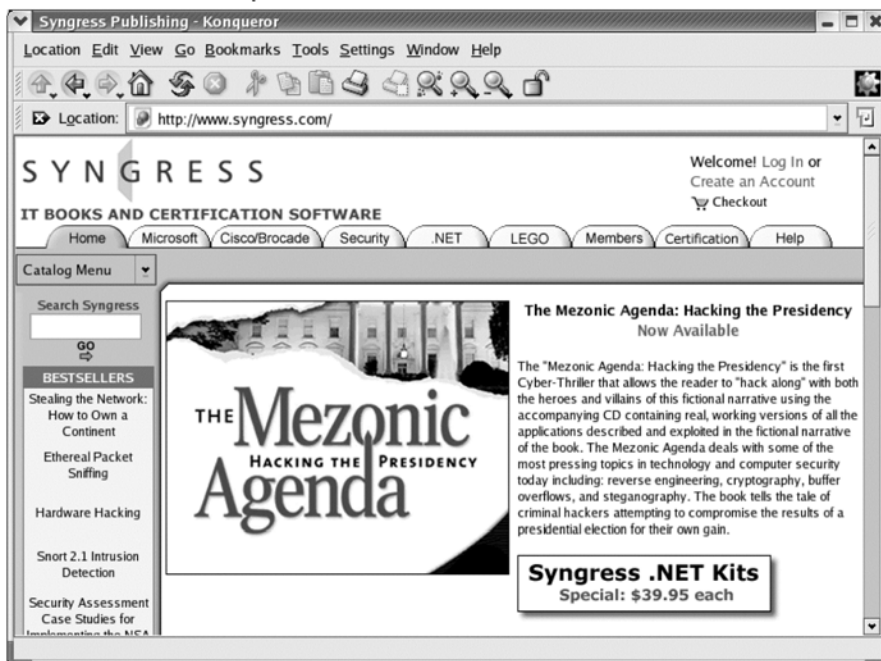 Syngress Publishing - Konqueror
Location Edit View Go Bookmarks Tools Settings Window Help
Location: http://www.syngress.com/
SYNGRESS
IT BOOKS AND CERTIFICATION SOFTWARE
Welcome! Log In or
Create an Account
Checkout
Home Microsoft Cisco/Brocade Security .NET LEGO Members Certification Help
Catalog Menu
Search Syngress
GO
BESTSELLERS
Stealing the Network:
How to Own a
Continent
Ethereal Packet
Sniffing
Hardware Hacking
Snort 2.1 Intrusion
Detection
Security Assessment
Case Studies for
Implementing the NSA
THE Mezonic
HACKING THE PRESIDENCY
Agenda
The Mezonic Agenda: Hacking the Presidency
Now Available
The "Mezonic Agenda: Hacking the Presidency" is the first
Cyber-Thriller that allows the reader to "hack along" with both
the heroes and villains of this fictional narrative using the
accompanying CD containing real, working versions of all the
applications described and exploited in the fictional narrative
of the book. The Mezonic Agenda deals with some of the
most pressing topics in technology and computer security
today including: reverse engineering, cryptography, buffer
overflows, and steganography. The book tells the tale of
criminal hackers attempting to compromise the results of a
presidential election for their own gain.
Syngress .NET Kits
Special: $39.95 each